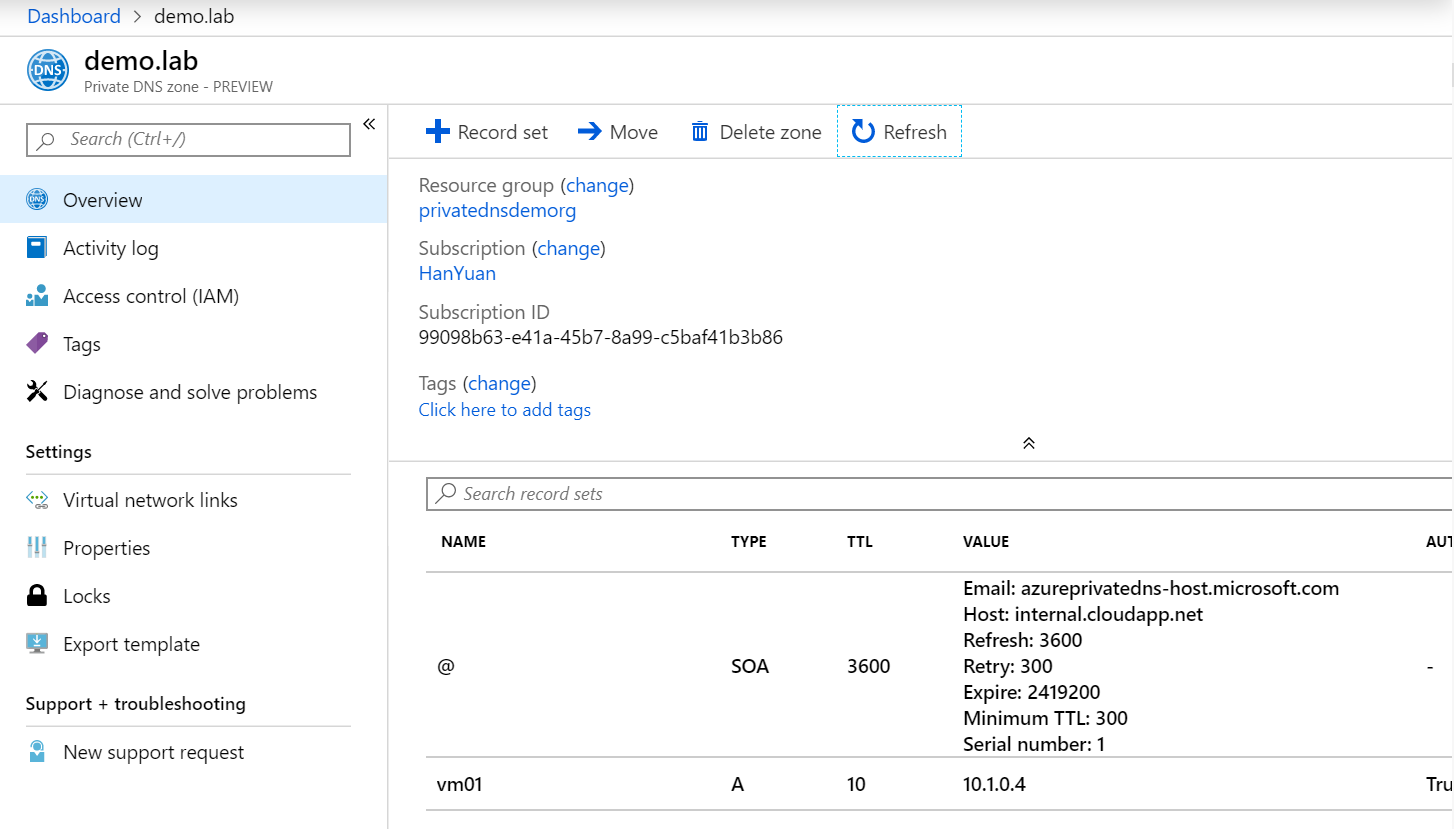 Dashboard > demo.lab
DNS
demo.lab
Private DNS zone - PREVIEW
Search (Ctrl+/)
«
Record set Move Delete zone Refresh
DNS Overview
Activity log
Access control (IAM)
Tags
Diagnose and solve problems
Settings
Virtual network links
Properties
Locks
Export template
Support + troubleshooting
New support request
Resource group (change)
privatednsdemorg
Subscription (change)
HanYuan
Subscription ID
99098b63-e41a-45b7-8a99-c5baf41b3b86
Tags (change)
Click here to add tags
Search record sets
NAME TYPE TTL VALUE AUT
@ SOA 3600
Email: azureprivatedns-host.microsoft.com
Host: internal.cloudapp.net
Refresh: 3600
Retry: 300
Expire: 2419200
Minimum TTL: 300
Serial number: 1
-
vm01 A 10 10.1.0.4 Tru